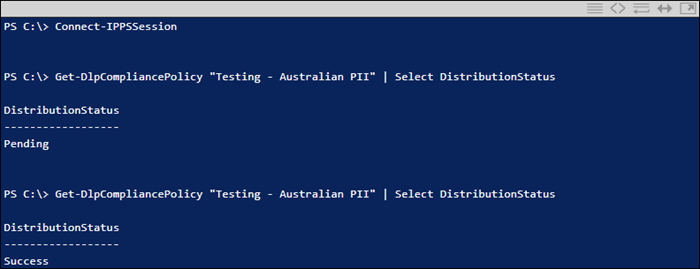 PS C:\> Connect-IPPSSession
PS C:\> Get-DlpCompliancePolicy "Testing - Australian PII" | Select DistributionStatus
DistributionStatus
------------------
Pending
PS C:\> Get-DlpCompliancePolicy "Testing - Australian PII" | Select DistributionStatus
DistributionStatus
------------------
Success